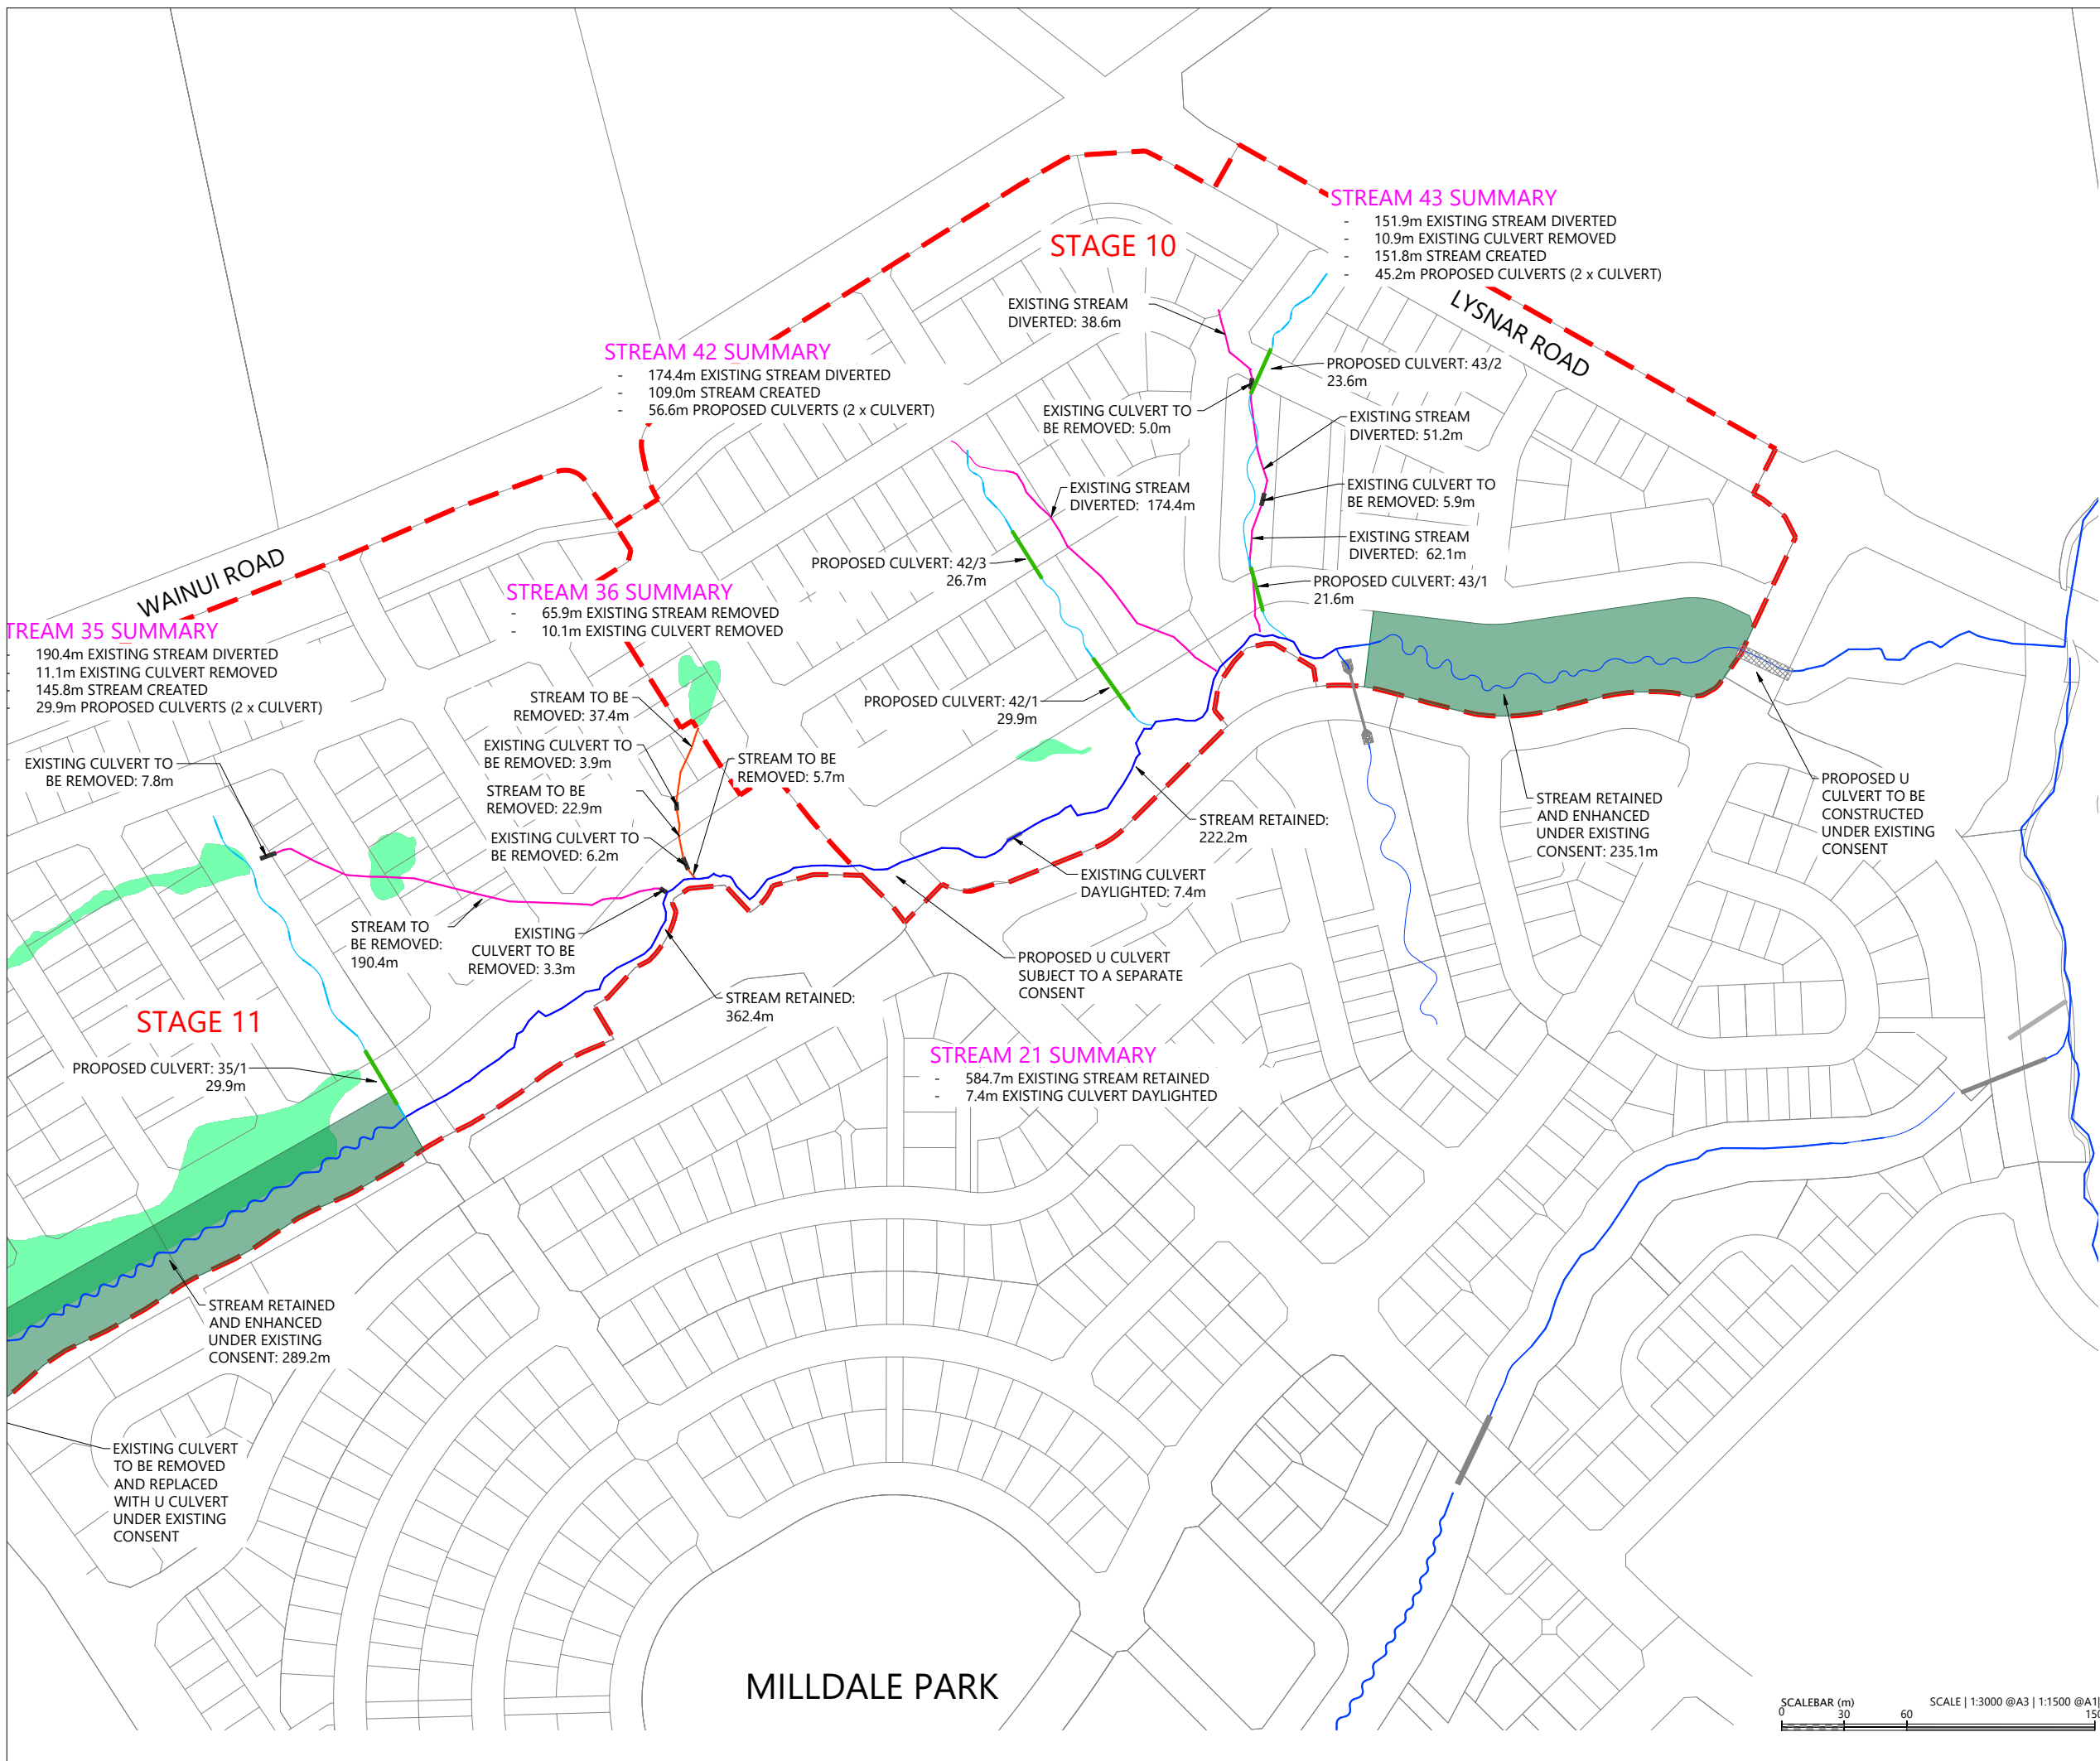 STREAM 43 SUMMARY
- 151.9m EXISTING STREAM DIVERTED
- 10.9m EXISTING CULVERT REMOVED
- 151.8m STREAM CREATED
- 45.2m PROPOSED CULVERTS (2 x CULVERT)
STAGE 10
LYSNAR ROAD
EXISTING STREAM
DIVERTED: 38.6m
STREAM 42 SUMMARY
- 174.4m EXISTING STREAM DIVERTED
- 109.0m STREAM CREATED
- 56.6m PROPOSED CULVERTS (2 x CULVERT)
PROPOSED CULVERT: 43/2
23.6m
EXISTING CULVERT TO
BE REMOVED: 5.0m
EXISTING STREAM
DIVERTED: 51.2m
EXISTING STREAM
DIVERTED: 174.4m
EXISTING CULVERT TO
BE REMOVED: 5.9m
EXISTING STREAM
DIVERTED: 62.1m
PROPOSED CULVERT: 42/3
26.7m
PROPOSED CULVERT: 43/1
21.6m
WAINUI ROAD
STREAM 36 SUMMARY
- 65.9m EXISTING STREAM REMOVED
- 10.1m EXISTING CULVERT REMOVED
TREAM 35 SUMMARY
- 190.4m EXISTING STREAM DIVERTED
- 11.1m EXISTING CULVERT REMOVED
- 145.8m STREAM CREATED
- 29.9m PROPOSED CULVERTS (2 x CULVERT)
STREAM TO BE
REMOVED: 37.4m
PROPOSED CULVERT: 42/1
29.9m
EXISTING CULVERT TO
BE REMOVED: 7.8m
EXISTING CULVERT TO
BE REMOVED: 3.9m
STREAM TO BE
REMOVED: 5.7m
STREAM TO BE
REMOVED: 22.9m
EXISTING CULVERT TO
BE REMOVED: 6.2m
STREAM RETAINED:
222.2m
STREAM RETAINED
AND ENHANCED
UNDER EXISTING
CONSENT: 235.1m
PROPOSED U
CULVERT TO BE
CONSTRUCTED
UNDER EXISTING
CONSENT
EXISTING CULVERT
DAYLIGHTED: 7.4m
STREAM TO
BE REMOVED:
190.4m
EXISTING
CULVERT TO BE
REMOVED: 3.3m
PROPOSED U CULVERT
SUBJECT TO A SEPARATE
CONSENT
STREAM RETAINED:
362.4m
STAGE 11
PROPOSED CULVERT: 35/1
29.9m
STREAM 21 SUMMARY
- 584.7m EXISTING STREAM RETAINED
- 7.4m EXISTING CULVERT DAYLIGHTED
STREAM RETAINED
AND ENHANCED
UNDER EXISTING
CONSENT: 289.2m
EXISTING CULVERT
TO BE REMOVED
AND REPLACED
WITH U CULVERT
UNDER EXISTING
CONSENT
MILLDALE PARK
SCALEBAR (m)
SCALE | 1:3000 @A3 | 1:1500 @A1|
0 30 60 150